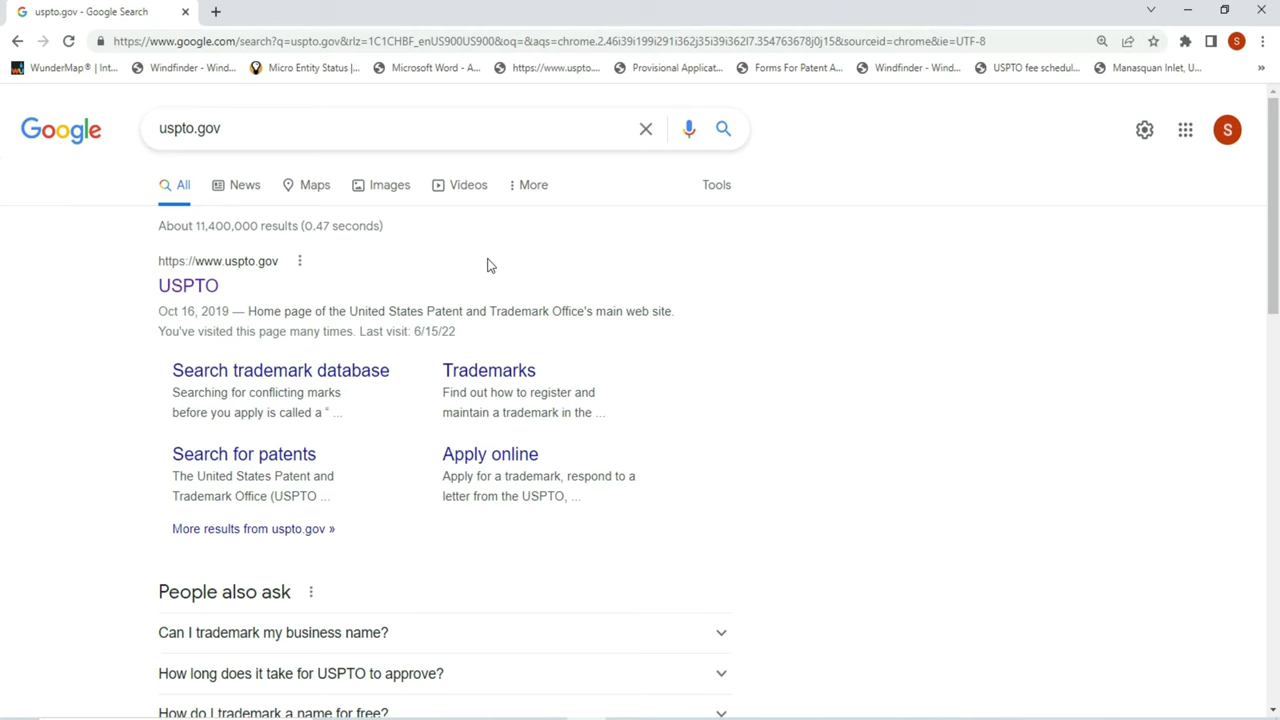 uspto.gov - Google Search
https://www.google.com/search?q=uspto.gov&rlz=1C1CHBF_enUS900US900&oq=&aqs=chrome.2.46i39i199i291i362j35i39i362l7.354763678j0j15&sourceid=chrome&ie=UTF-8
WunderMap® | Int... Windfinder - Wind... Micro Entity Status |... Microsoft Word - A... https://www.uspto.... Provisional Applicat... Forms For Patent A... Windfinder - Wind... USPTO fee schedul... Manasquan Inlet, U... »
Google uspto.gov S
All News Maps Images Videos More Tools
About 11,400,000 results (0.47 seconds)
https://www.uspto.gov
USPTO
Oct 16, 2019 — Home page of the United States Patent and Trademark Office's main web site.
You've visited this page many times. Last visit: 6/15/22
Search trademark database
Searching for conflicting marks
before you apply is called a “ ...
Trademarks
Find out how to register and
maintain a trademark in the ...
Search for patents
The United States Patent and
Trademark Office (USPTO ...
Apply online
Apply for a trademark, respond to a
letter from the USPTO, ...
More results from uspto.gov »
People also ask
Can I trademark my business name?
How long does it take for USPTO to approve?
How do I trademark a name for free?